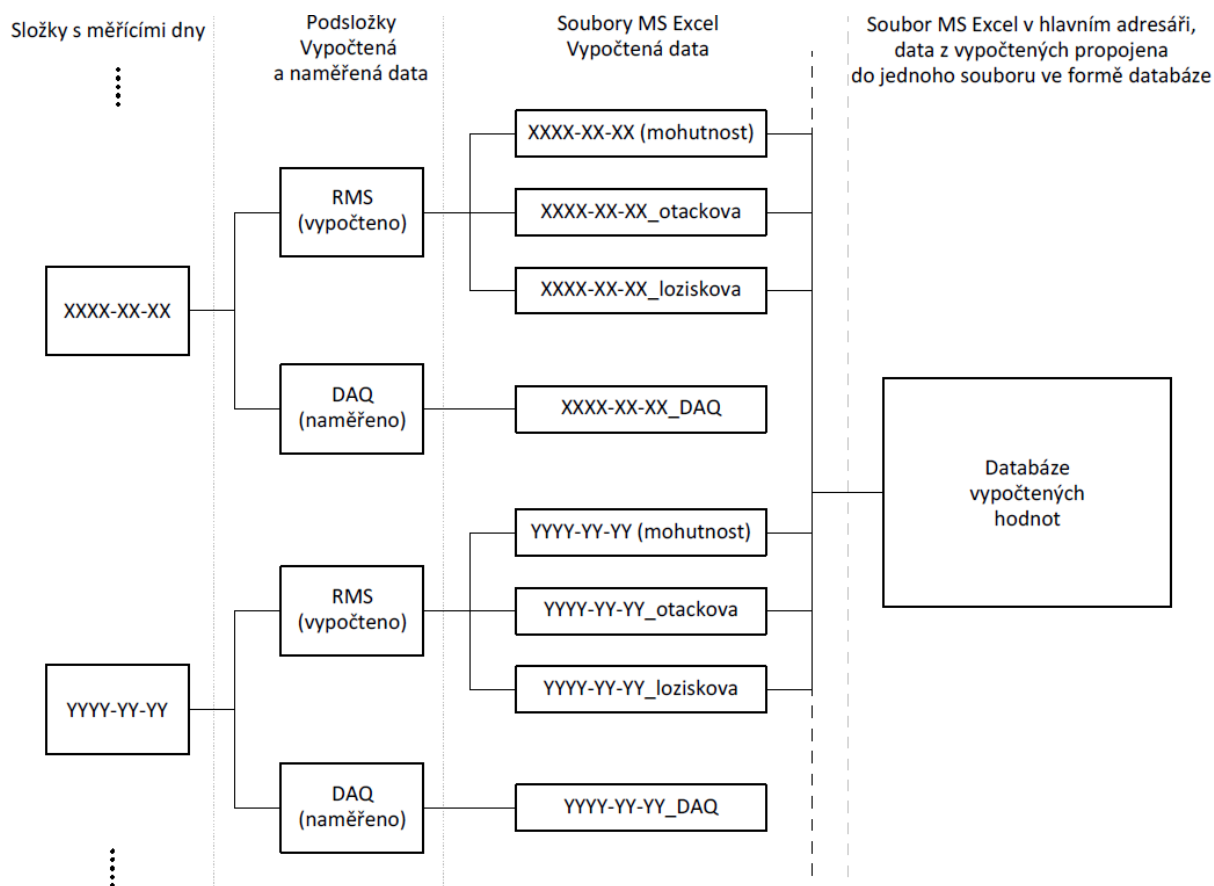 Složky s měřícími dny
Podsložky
Vypočtená
a naměřená data
Soubory MS Excel
Vypočtená data
Soubor MS Excel v hlavním adresáři,
data z vypočtených propojena
do jednoho souboru ve formě databáze
XXXX-XX-XX
RMS
(vypočteno)
XXXX-XX-XX (mohutnost)
XXXX-XX-XX_otackova
XXXX-XX-XX_loziskova
DAQ
(naměřeno)
XXXX-XX-XX_DAQ
YYYY-YY-YY
RMS
(vypočteno)
YYYY-YY-YY (mohutnost)
YYYY-YY-YY_otackova
YYYY-YY-YY_loziskova
DAQ
(naměřeno)
YYYY-YY-YY_DAQ
Databáze
vypočtených
hodnot